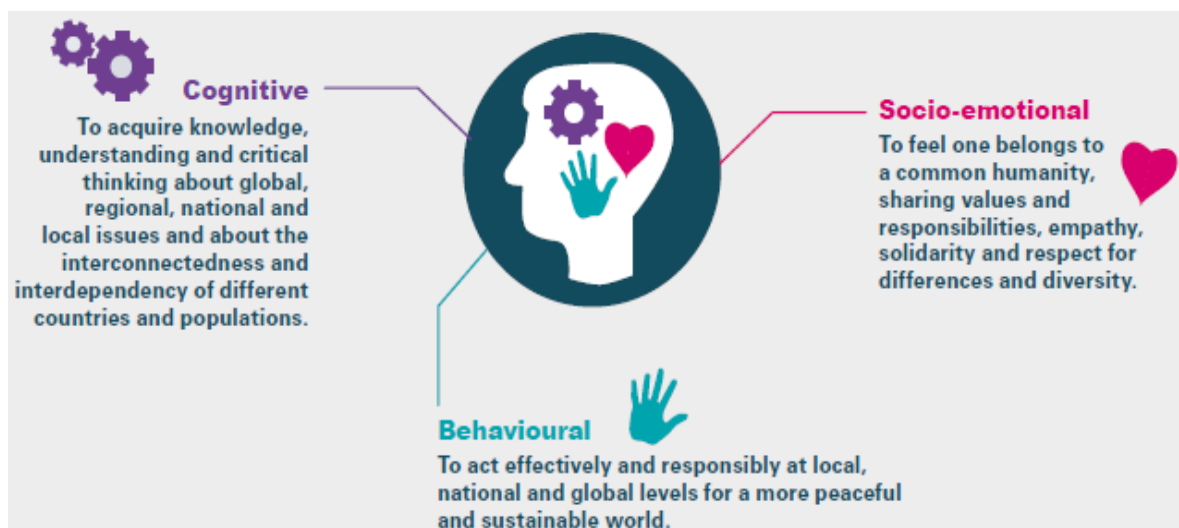 Cognitive
To acquire knowledge,
understanding and critical
thinking about global,
regional, national and
local issues and about the
interconnectedness and
interdependency of different
countries and populations.
Socio-emotional
To feel one belongs to
a common humanity,
sharing values and
responsibilities, empathy,
solidarity and respect for
differences and diversity.
Behavioural
To act effectively and responsibly at local,
national and global levels for a more peaceful
and sustainable world.